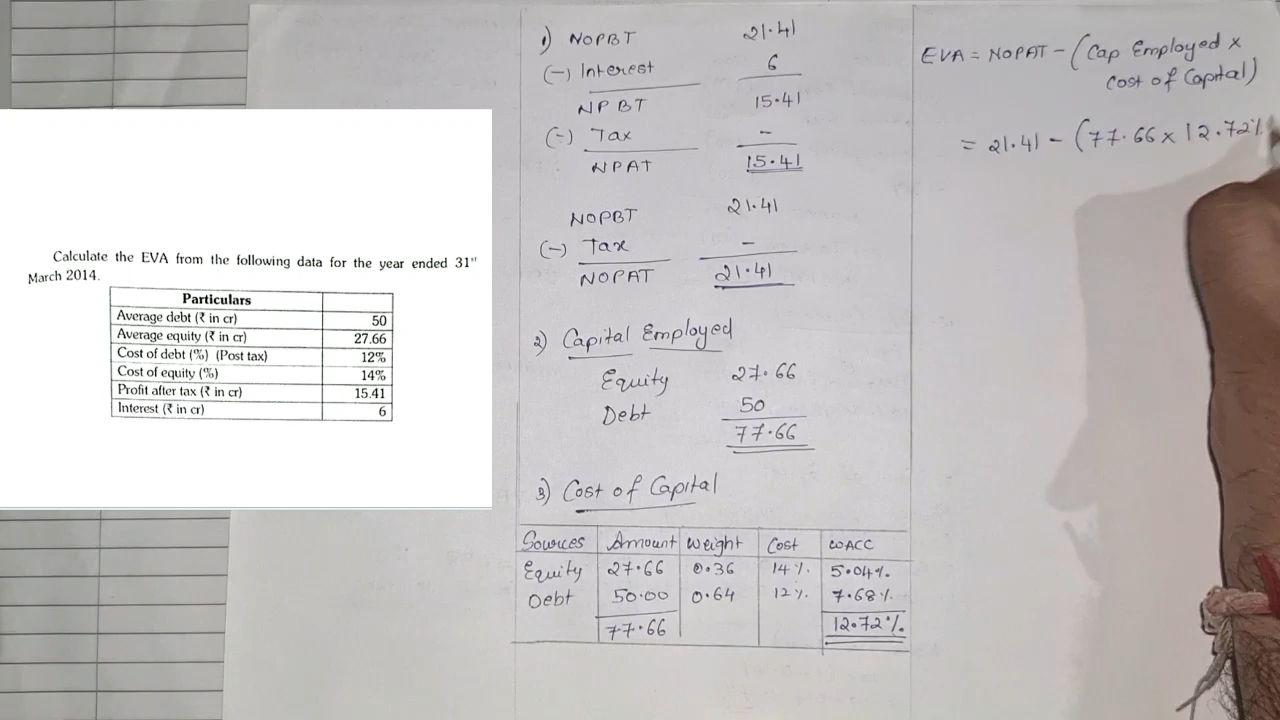 Calculate the EVA from the following data for the year ended 31st
March 2014.
Particulars
Average debt (₹ in cr) 50
Average equity (₹ in cr) 27.66
Cost of debt (%) (Post tax) 12%
Cost of equity (%) 14%
Profit after tax (₹ in cr) 15.41
Interest (₹ in cr) 6
1) NOPBT 21.41
(-) Interest 6
NPBT 15.41
(-) Tax -
NPAT 15.41
NOPBT 21.41
(-) Tax -
NOPAT 21.41
2) Capital Employed
Equity 27.66
Debt 50
77.66
3) Cost of Capital
Sources Amount Weight Cost WACC
Equity 27.66 0.36 14%. 5.04%.
Debt 50.00 0.64 12%. 7.68%.
77.66 12.72%.
EVA = NOPAT - (Cap Employed x
Cost of Capital)
= 21.41 - (77.66 x 12.72%